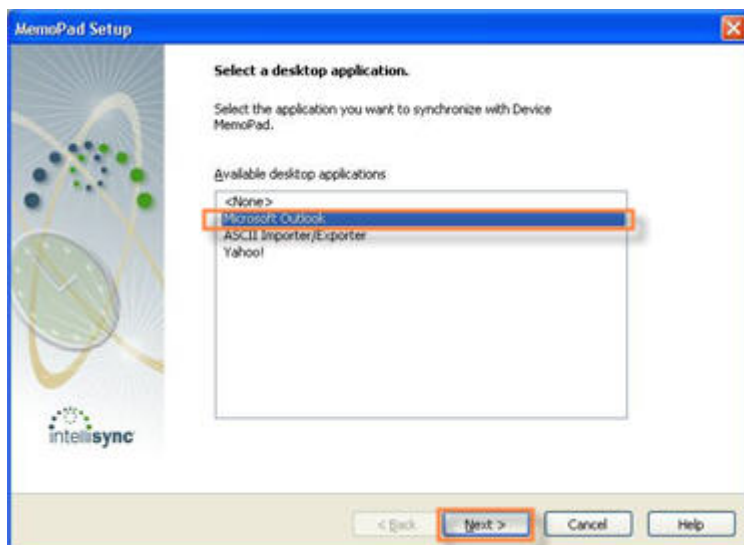 MemoPad Setup
Select a desktop application.
Select the application you want to synchronize with Device
MemoPad.
Available desktop applications
<None>
Microsoft Outlook
ASCII Importer/Exporter
Yahoo!
intellisync
< Back
Next >
Cancel
Help